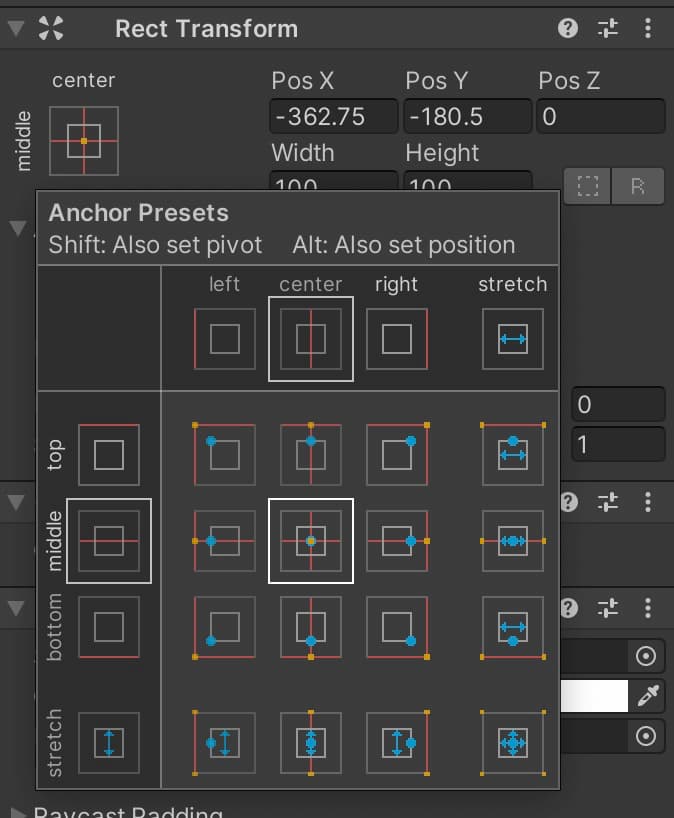 Rect Transform
center
Pos X Pos Y Pos Z
middle
-362.75 -180.5 0
Width Height
100 100
R
Anchor Presets
Shift: Also set pivot Alt: Also set position
left center right stretch
top
middle
bottom
stretch
0
1
Raycast Padding